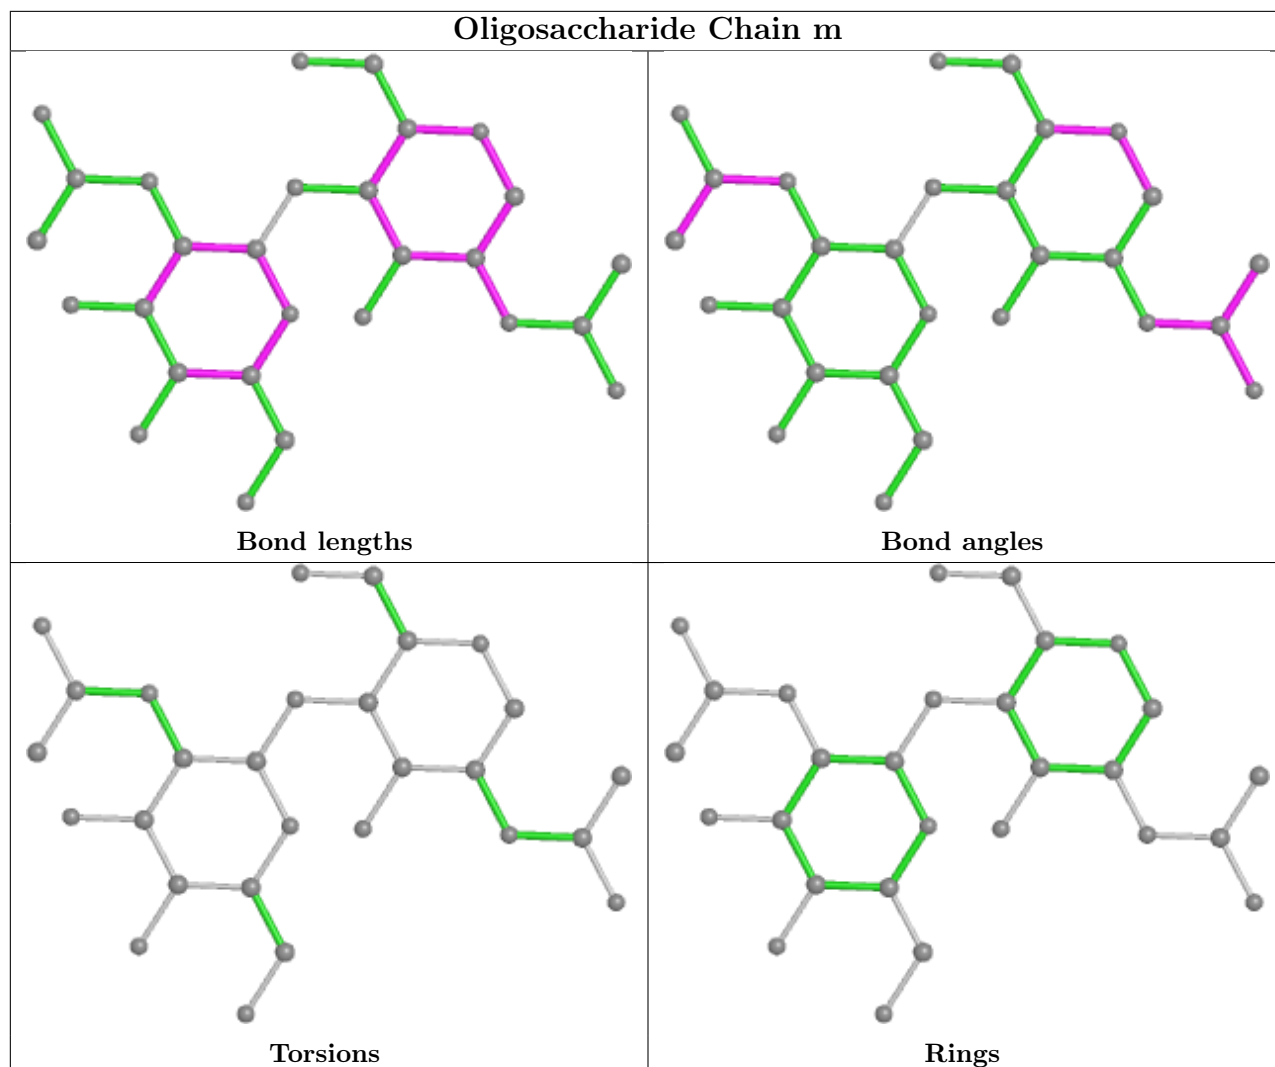 Oligosaccharide Chain m
Bond lengths
Bond angles
Torsions
Rings